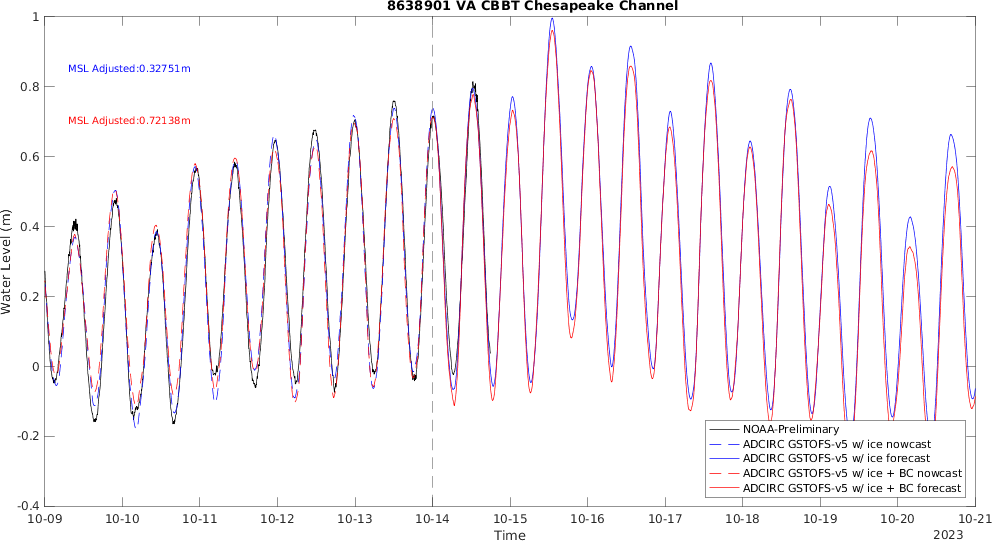 8638901 VA CBBT Chesapeake Channel
1
MSL Adjusted:0.32751m
0.8
MSL Adjusted:0.72138m
0.6
0.4
Water Level (m)
0.2
0
-0.2
NOAA-Preliminary
ADCIRC GSTOFS-v5 w/ ice nowcast
ADCIRC GSTOFS-v5 w/ ice forecast
ADCIRC GSTOFS-v5 w/ ice + BC nowcast
ADCIRC GSTOFS-v5 w/ ice + BC forecast
-0.4
10-09 10-10 10-11 10-12 10-13 10-14 10-15 10-16 10-17 10-18 10-19 10-20 10-21
Time
2023